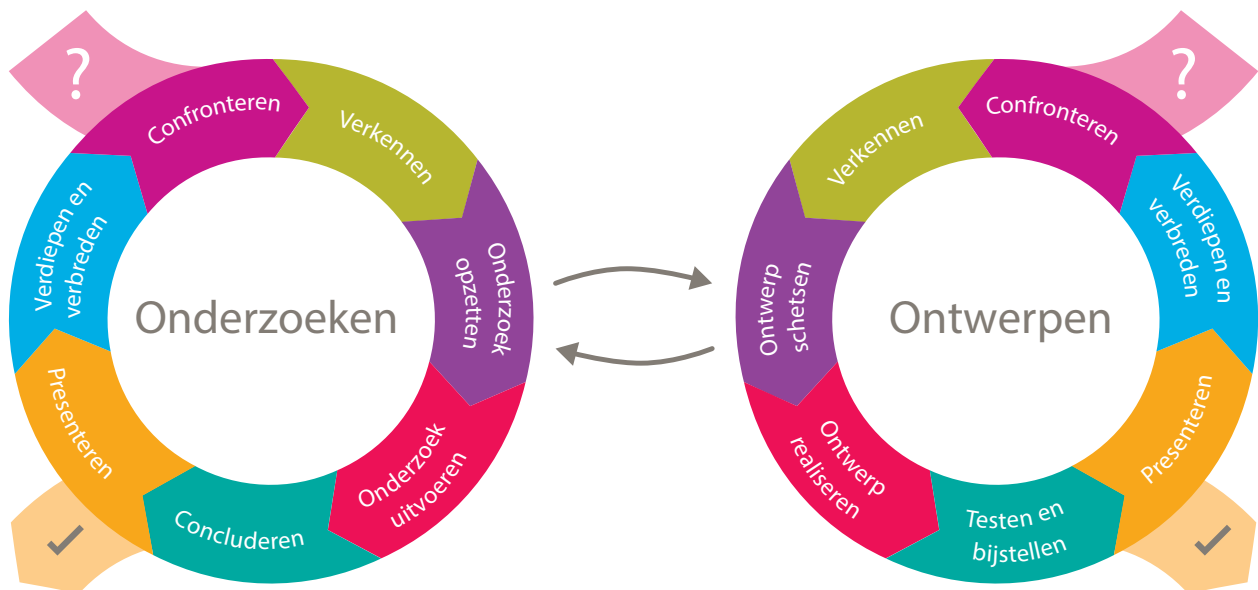 ?
Confronteren
Verkennen
Onderzoek
opzetten
Onderzoek
uitvoeren
Concluderen
Presenteren
Verdiepen en
verbreden
Onderzoeken
?
Confronteren
Verkennen
Ontwerp
schetsen
Ontwerp
realiseren
Testen en
bijstellen
Presenteren
Verdiepen en
verbreden
Ontwerpen